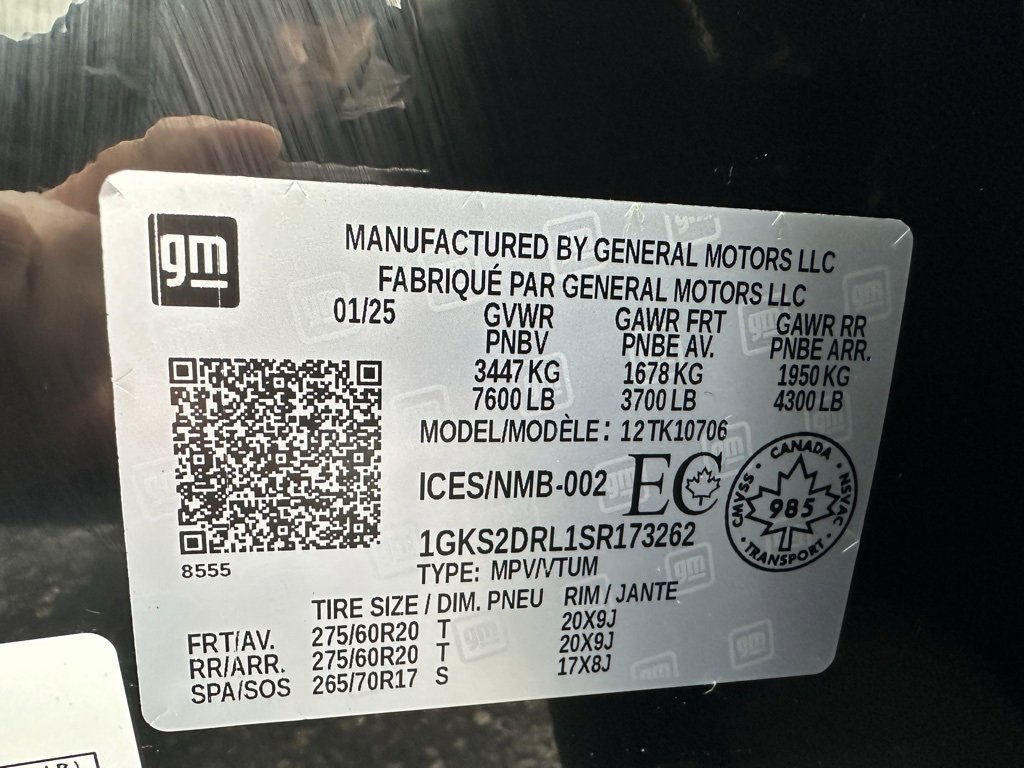 gm
MANUFACTURED BY GENERAL MOTORS LLC
FABRIQUÉ PAR GENERAL MOTORS LLC
01/25 GVWR GAWR FRT GAWR RR
PNBV PNBE AV. PNBE ARR.
3447 KG 1678 KG 1950 KG
7600 LB 3700 LB 4300 LB
MODEL/MODÈLE: 12TK10706
ICES/NMB-002 EC
CANADA
CMVSS 985 NSVAC
TRANSPORT
1GKS2DRL1SR173262
8555
TYPE: MPV/VTUM
TIRE SIZE / DIM. PNEU RIM / JANTE
FRT/AV. 275/60R20 T 20X9J
RR/ARR. 275/60R20 T 20X9J
SPA/SOS 265/70R17 S 17X8J